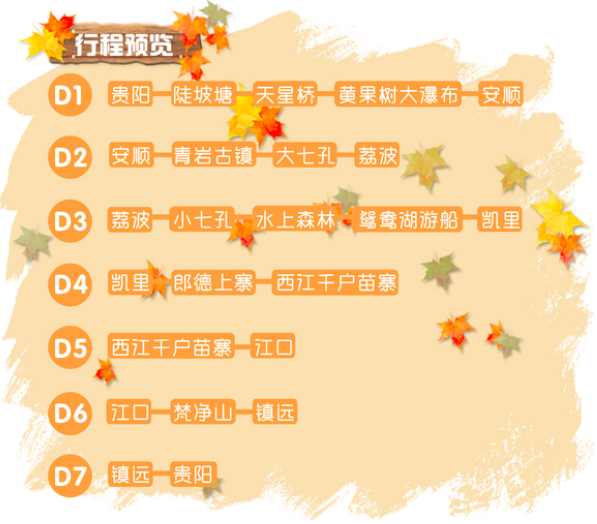 行程预览
D1 贵阳—陡坡塘—天星桥—黄果树大瀑布—安顺
D2 安顺—青岩古镇—大七孔—荔波
D3 荔波—小七孔—水上森林—鸳鸯湖游船—凯里
D4 凯里—郎德上寨—西江千户苗寨
D5 西江千户苗寨—江口
D6 江口—梵净山—镇远
D7 镇远—贵阳